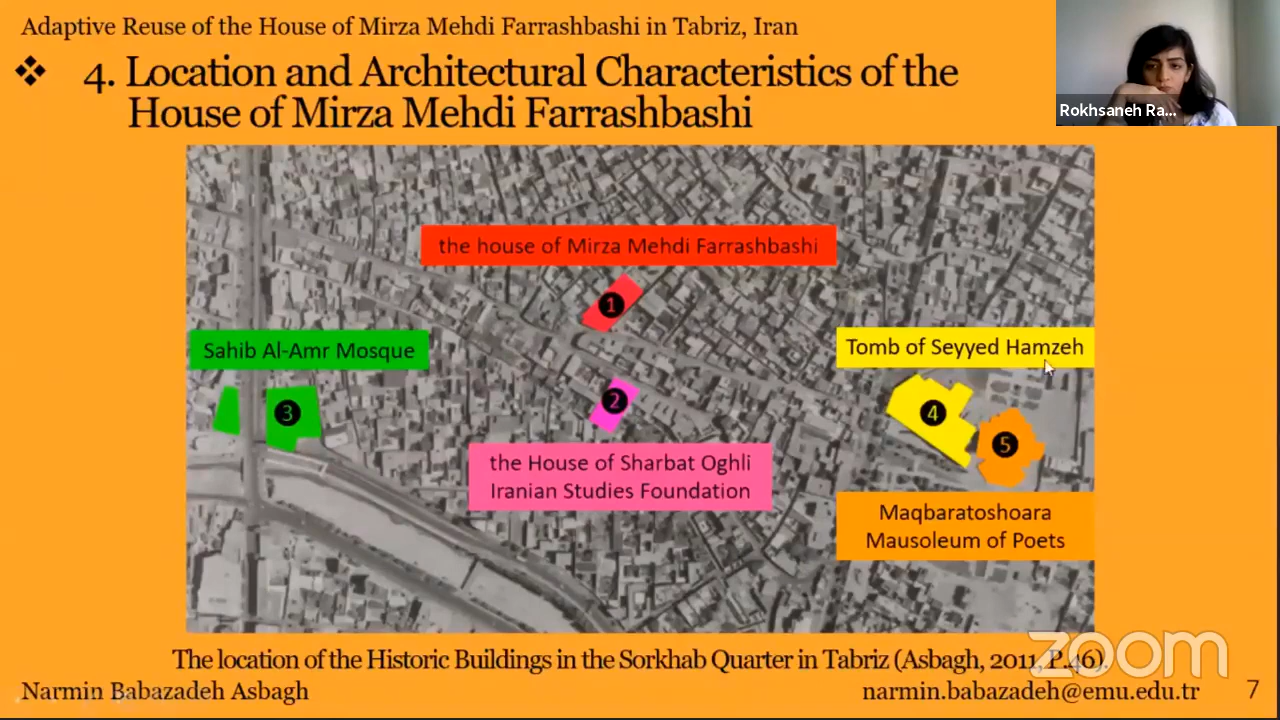 Adaptive Reuse of the House of Mirza Mehdi Farrashbashi in Tabriz, Iran
4. Location and Architectural Characteristics of the
House of Mirza Mehdi Farrashbashi
Rokhsaneh Ra...
the house of Mirza Mehdi Farrashbashi
1
Sahib Al-Amr Mosque
Tomb of Seyyed Hamzeh
2
3
4
5
the House of Sharbat Oghli
Iranian Studies Foundation
Maqbaratoshoara
Mausoleum of Poets
The location of the Historic Buildings in the Sorkhab Quarter in Tabriz (Asbagh, 2011, P.46).
zoom
Narmin Babazadeh Asbagh
narmin.babazadeh@emu.edu.tr
7